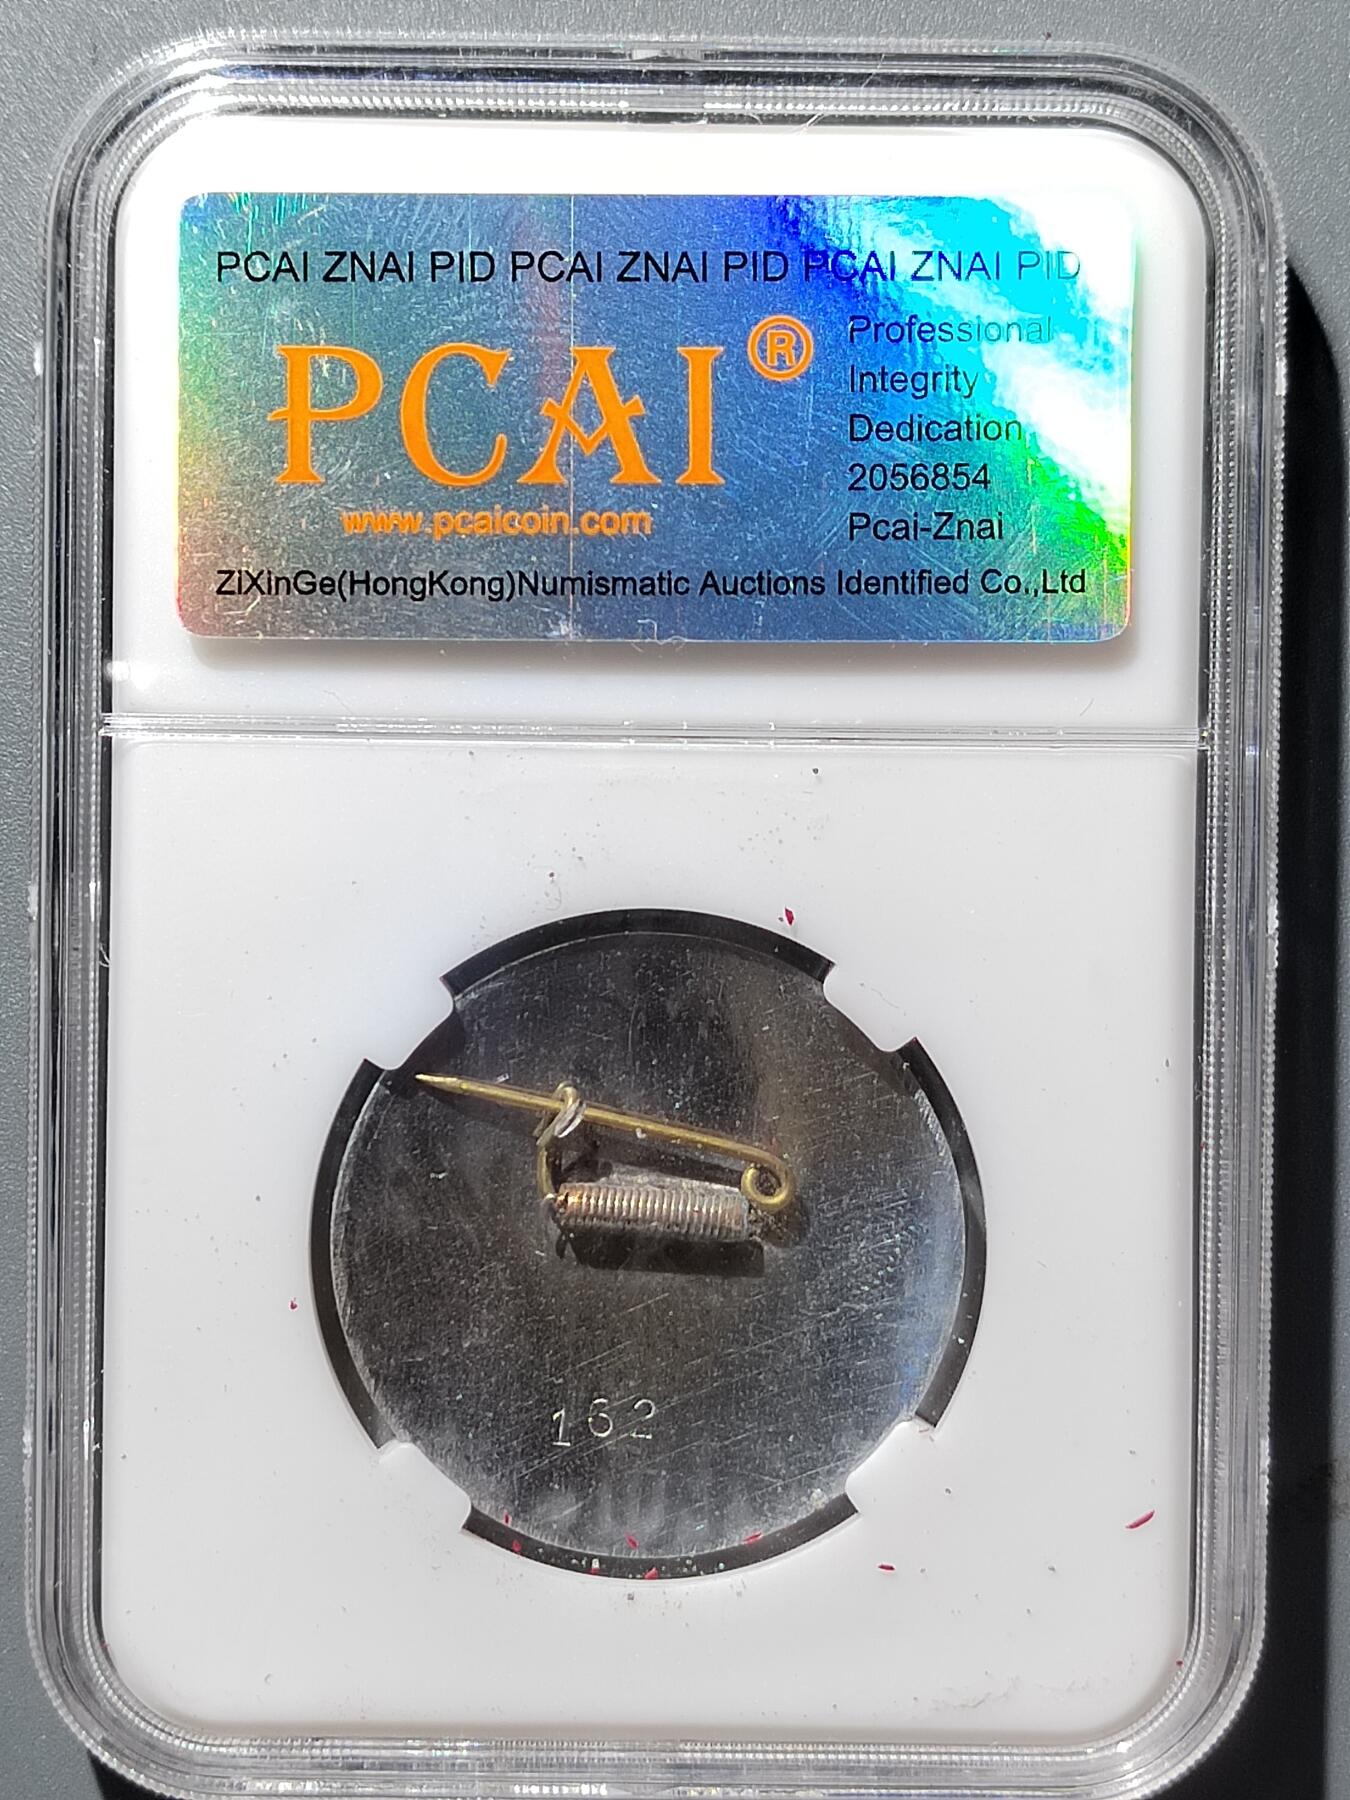 PCAI ZNAI PID PCAI ZNAI PID PCAI ZNAI PID
PCAI®
www.pcaicoin.com
Professional
Integrity
Dedication
2056854
Pcai-Znai
ZiXinGe(HongKong)Numismatic Auctions Identified Co.,Ltd
162